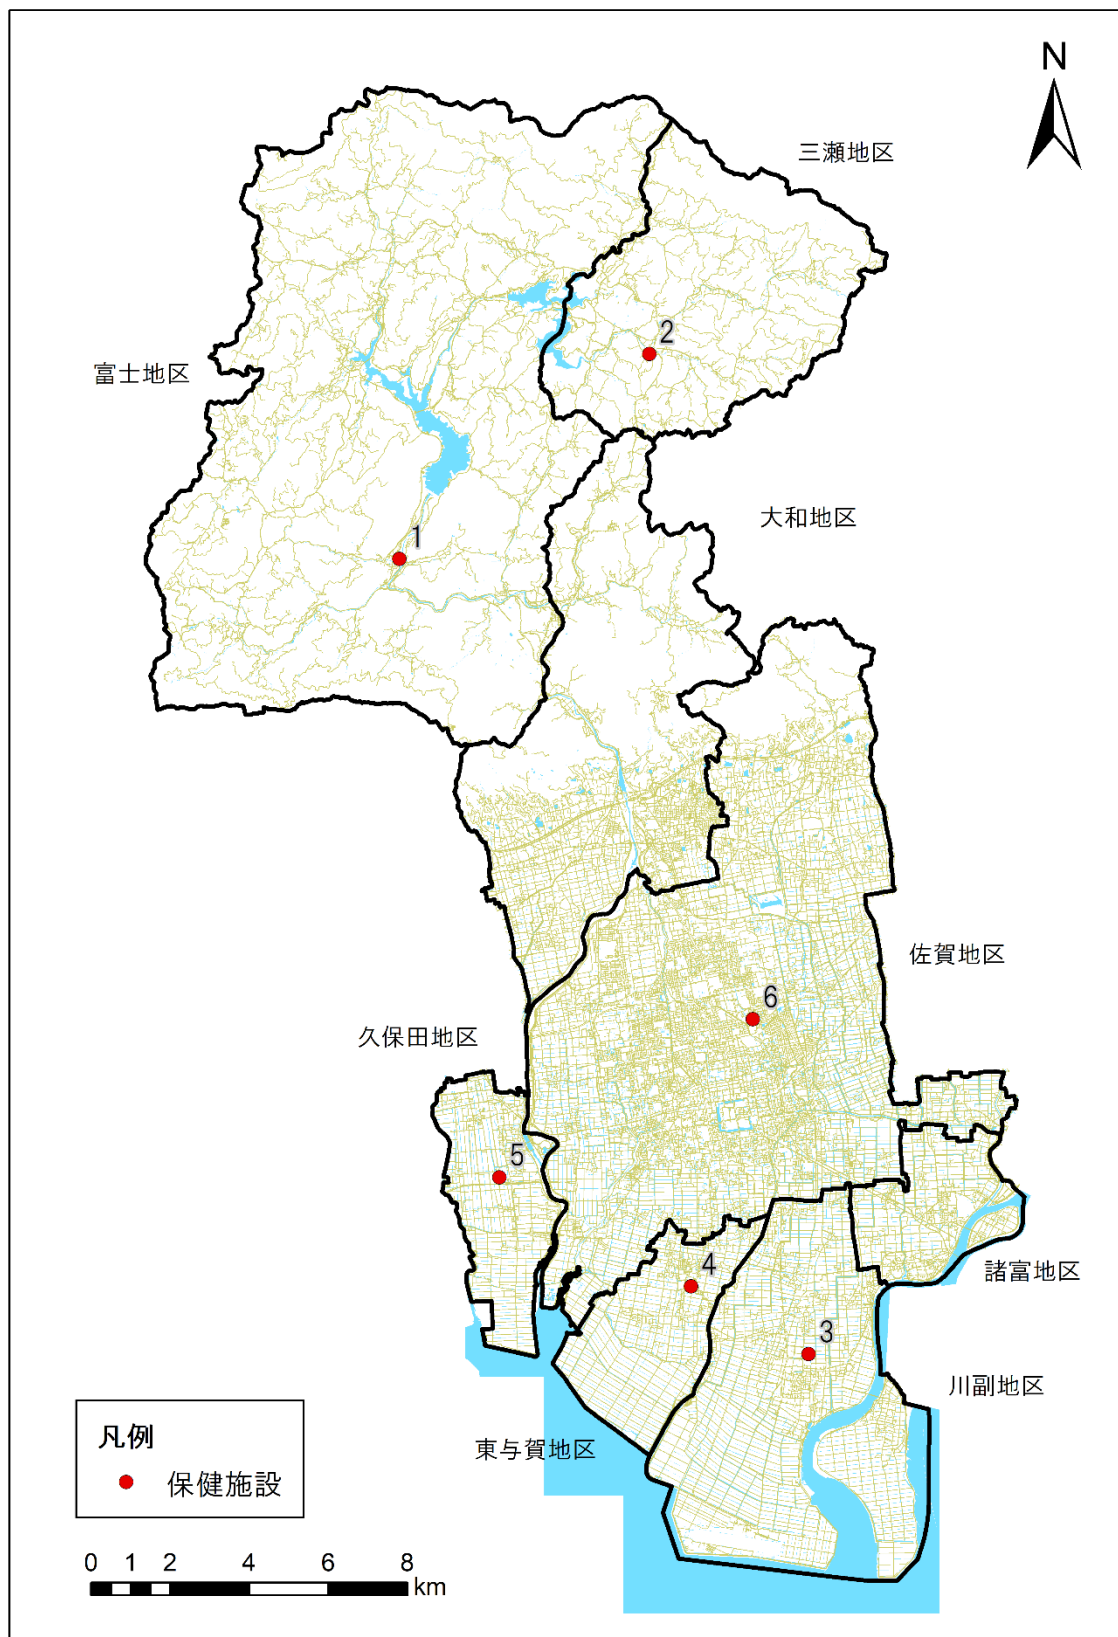 N
三瀬地区
2
富士地区
大和地区
1
佐賀地区
6
久保田地区
5
諸富地区
4
3
川副地区
東与賀地区
凡例
保健施設
0 1 2 4 6 8
km